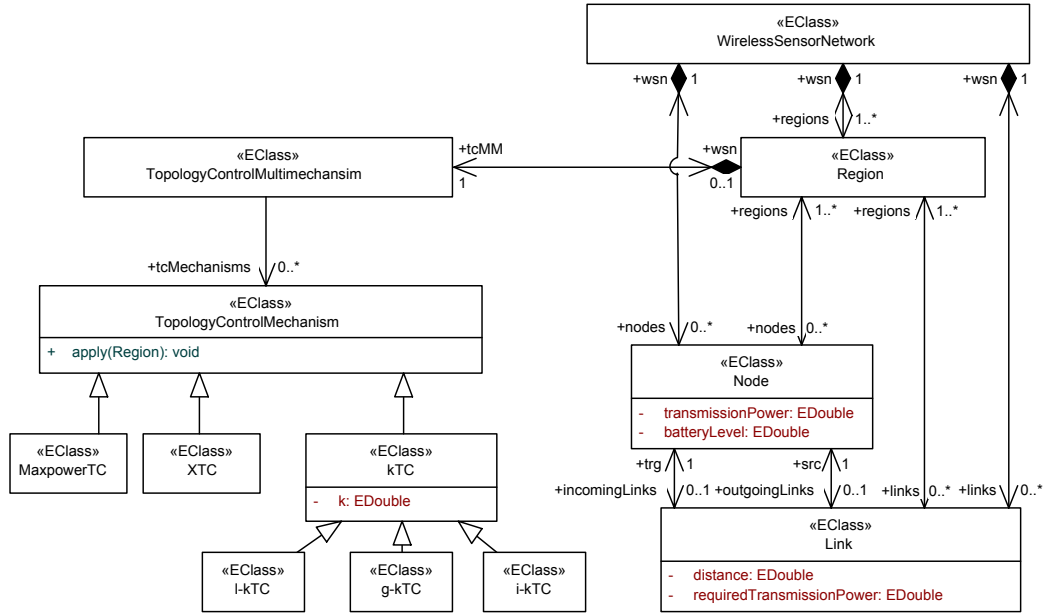 «EClass»
WirelessSensorNetwork
+wsn 1
+wsn 1
+wsn 1
+regions 1..*
«EClass»
TopologyControlMultimechansim
+tcMM
1
+wsn
0..1
«EClass»
Region
+regions 1..*
+regions 1..*
+tcMechanisms 0..*
«EClass»
TopologyControlMechanism
+ apply(Region): void
+nodes 0..*
+nodes 0..*
«EClass»
Node
- transmissionPower: EDouble
- batteryLevel: EDouble
«EClass»
MaxpowerTC
«EClass»
XTC
«EClass»
kTC
- k: EDouble
+trg 1
+src 1
+incomingLinks 0..1
+outgoingLinks 0..1
+links 0..*
+links 0..*
«EClass»
Link
- distance: EDouble
- requiredTransmissionPower: EDouble
«EClass»
l-kTC
«EClass»
g-kTC
«EClass»
i-kTC